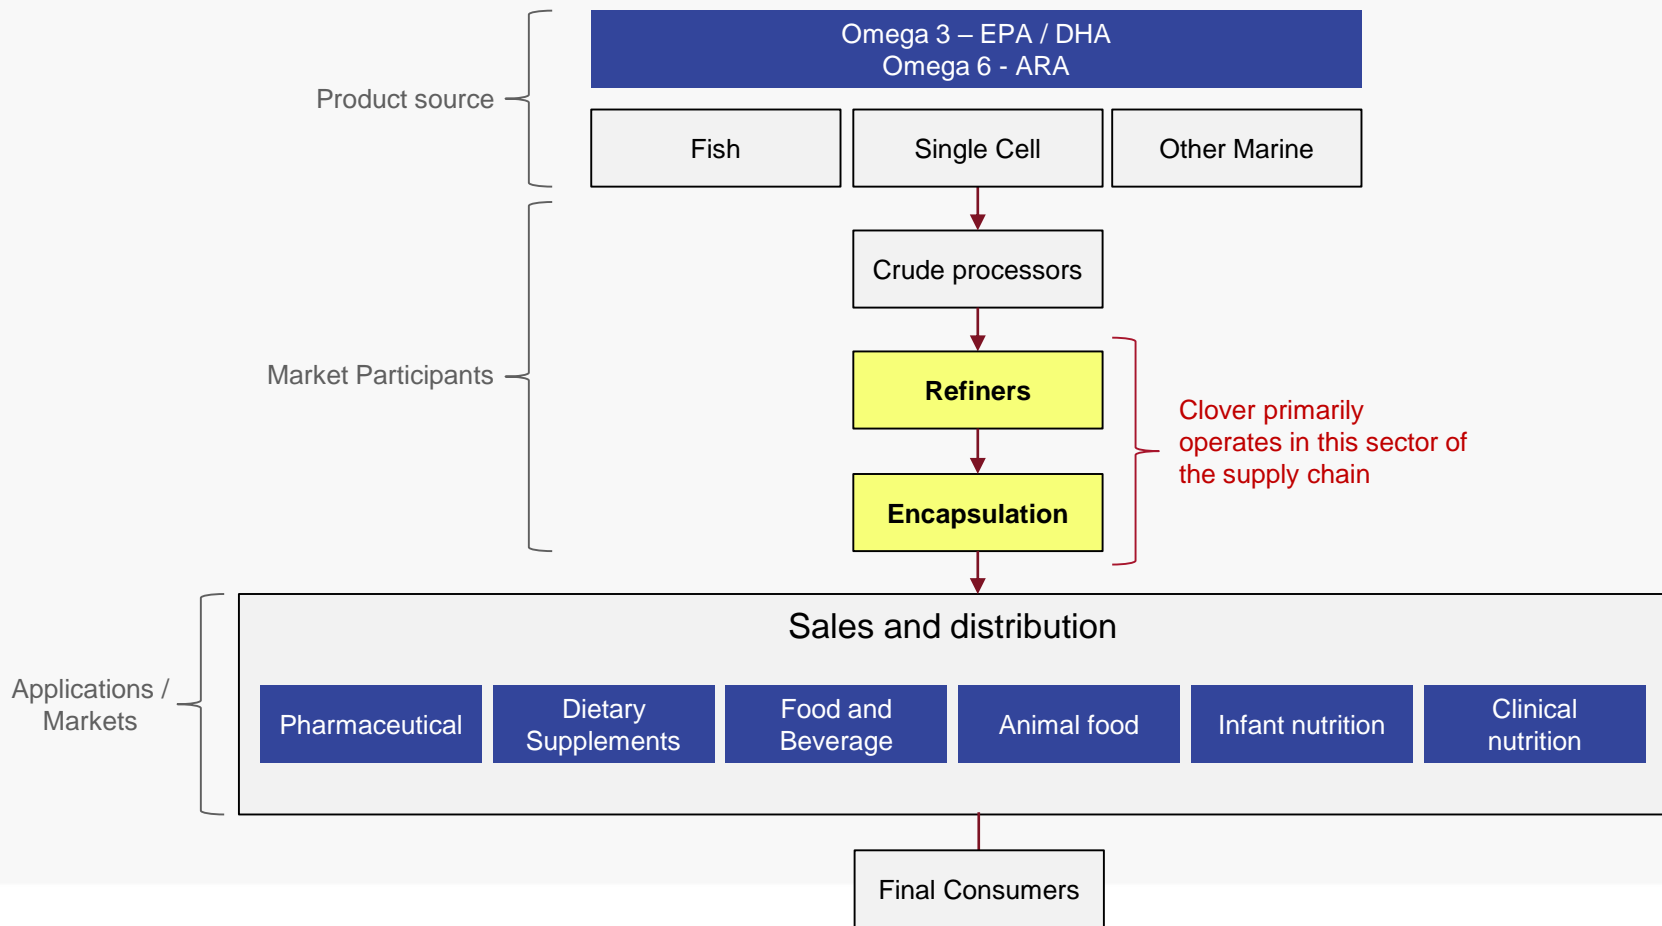 Omega 3 – EPA / DHA
Omega 6 - ARA
Product source
Fish
Single Cell
Other Marine
Crude processors
Market Participants
Refiners
Clover primarily
operates in this sector of
the supply chain
Encapsulation
Sales and distribution
Applications /
Markets
Pharmaceutical
Dietary
Supplements
Food and
Beverage
Animal food
Infant nutrition
Clinical
nutrition
Final Consumers